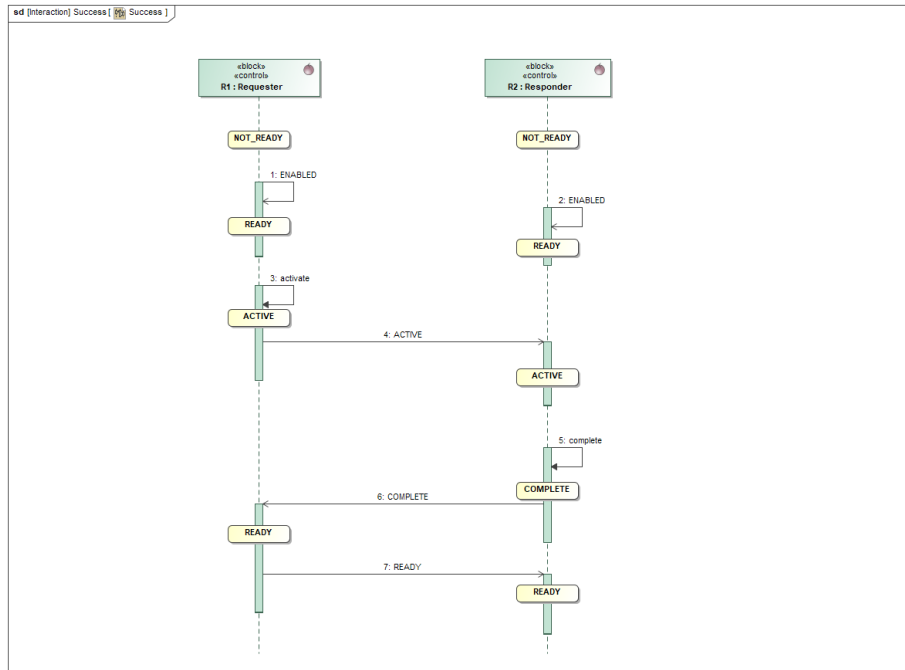 sd [Interaction] Success [ Success ]
«block»
«control»
R1 : Requester
«block»
«control»
R2 : Responder
NOT_READY
NOT_READY
1: ENABLED
2: ENABLED
READY
READY
3: activate
ACTIVE
4: ACTIVE
ACTIVE
5: complete
COMPLETE
6: COMPLETE
READY
7: READY
READY